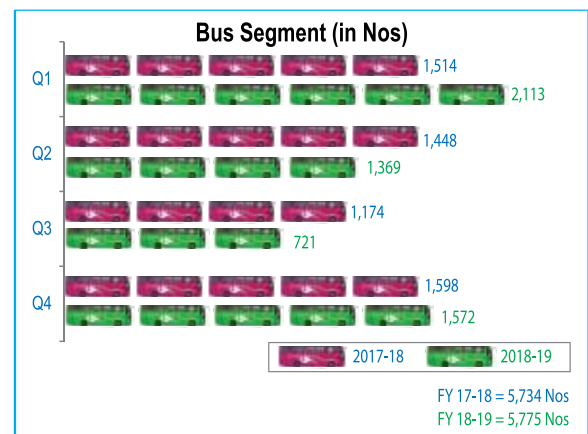 Bus Segment (in Nos)
Q1
1,514
2,113
Q2
1,448
1,369
Q3
1,174
721
Q4
1,598
1,572
2017-18 2018-19
FY 17-18 = 5,734 Nos
FY 18-19 = 5,775 Nos